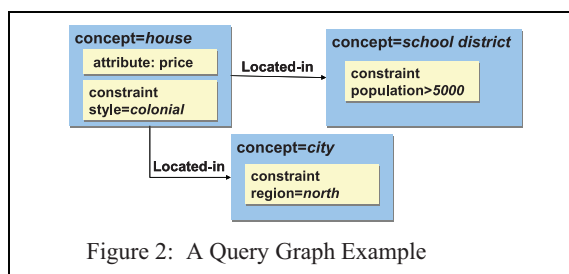 concept=house
attribute: price
constraint
style=colonial
Located-in
concept=school district
constraint
population>5000
Located-in
concept=city
constraint
region=north
Figure 2: A Query Graph Example